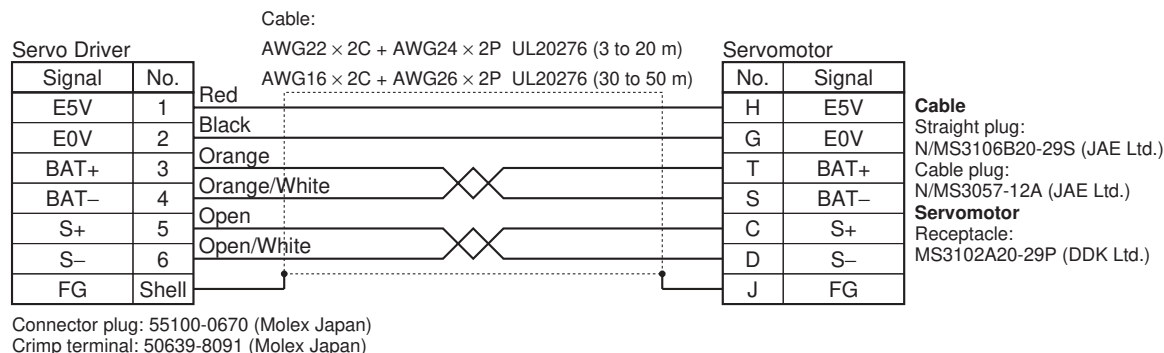 Cable:
AWG22 × 2C + AWG24 × 2P UL20276 (3 to 20 m)
AWG16 × 2C + AWG26 × 2P UL20276 (30 to 50 m)
Servo Driver
Signal No.
E5V 1
E0V 2
BAT+ 3
BAT− 4
S+ 5
S− 6
FG Shell
Red
Black
Orange
Orange/White
Open
Open/White
Servomotor
No. Signal
H E5V
G E0V
T BAT+
S BAT−
C S+
D S−
J FG
Cable
Straight plug:
N/MS3106B20-29S (JAE Ltd.)
Cable plug:
N/MS3057-12A (JAE Ltd.)
Servomotor
Receptacle:
MS3102A20-29P (DDK Ltd.)
Connector plug: 55100-0670 (Molex Japan)
Crimp terminal: 50639-8091 (Molex Japan)